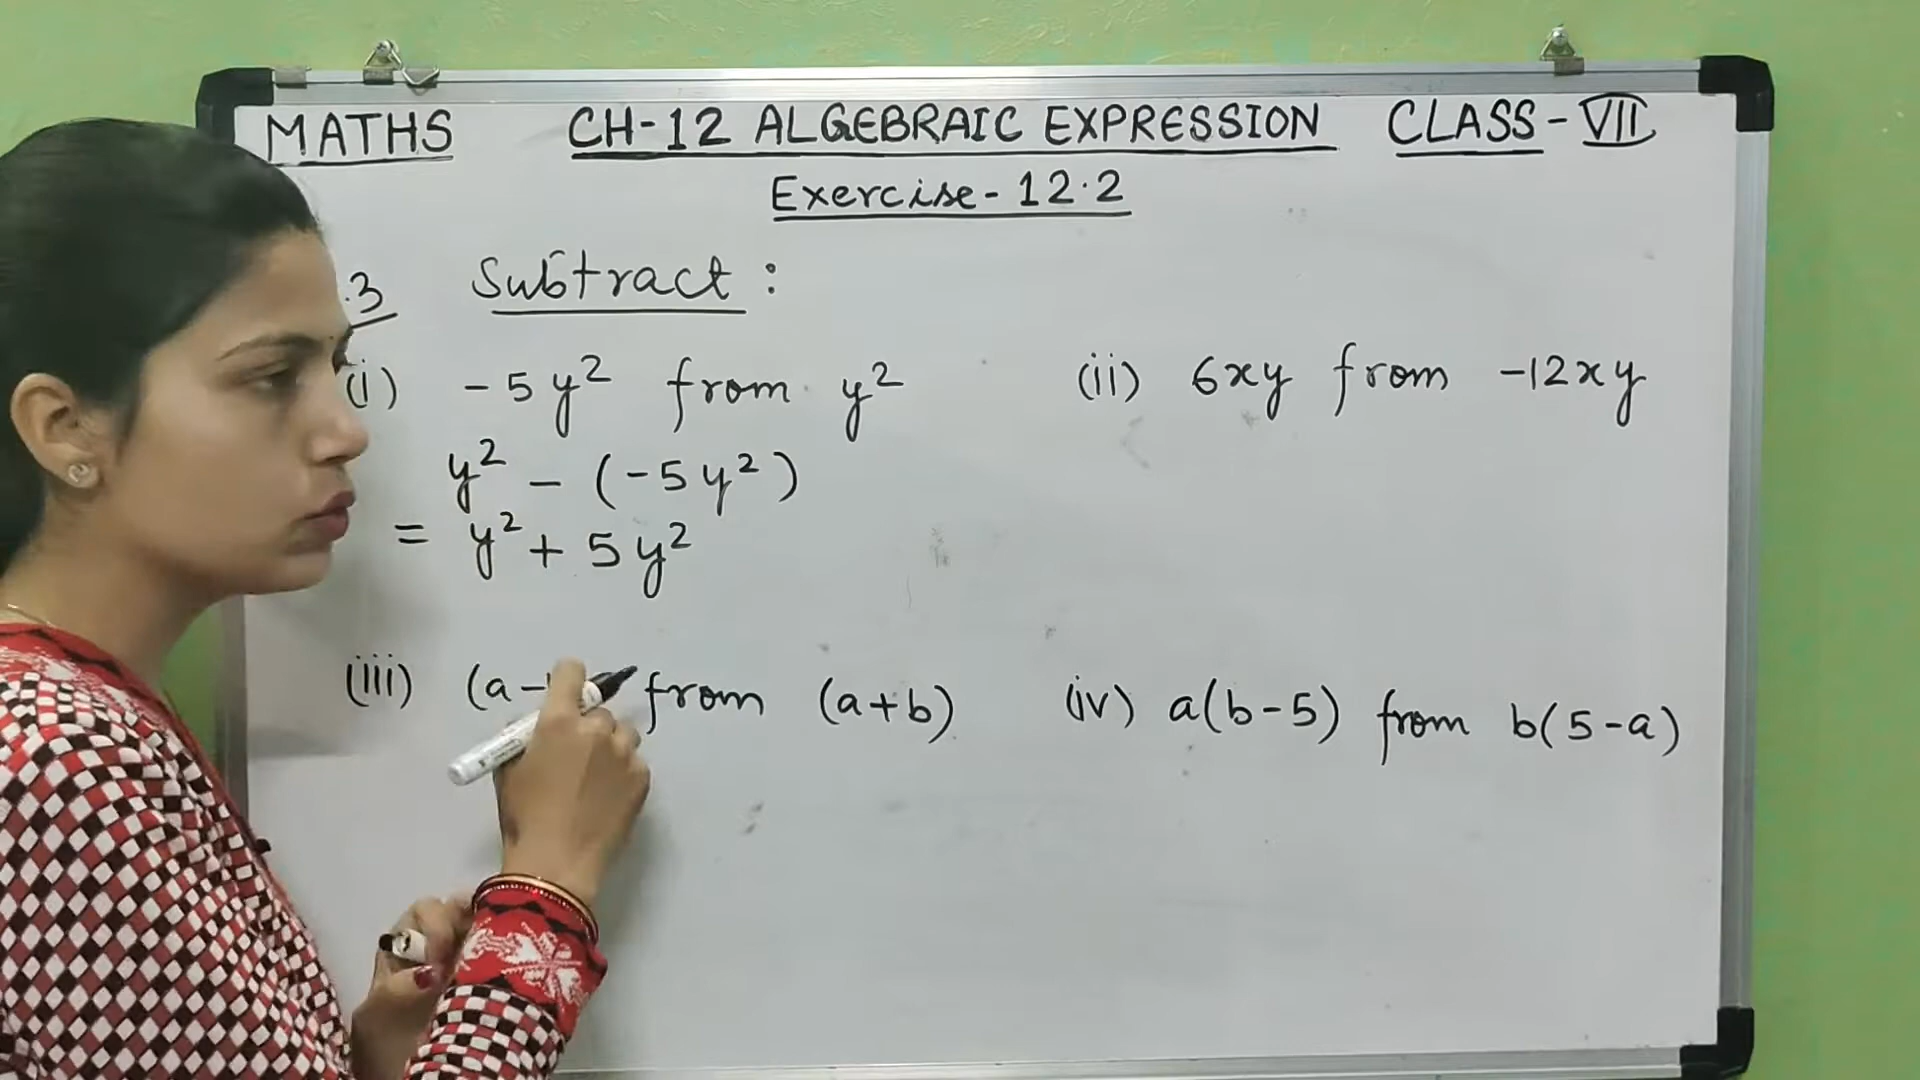 MATHS CH-12 ALGEBRAIC EXPRESSION CLASS-VII
Exercise-12.2
.3 Subtract :
(i) -5y² from y²
(ii) 6xy from -12xy
y² - (-5y²)
= y² + 5y²
(iii) (a- from (a+b)
(iv) a(b-5) from b(5-a)